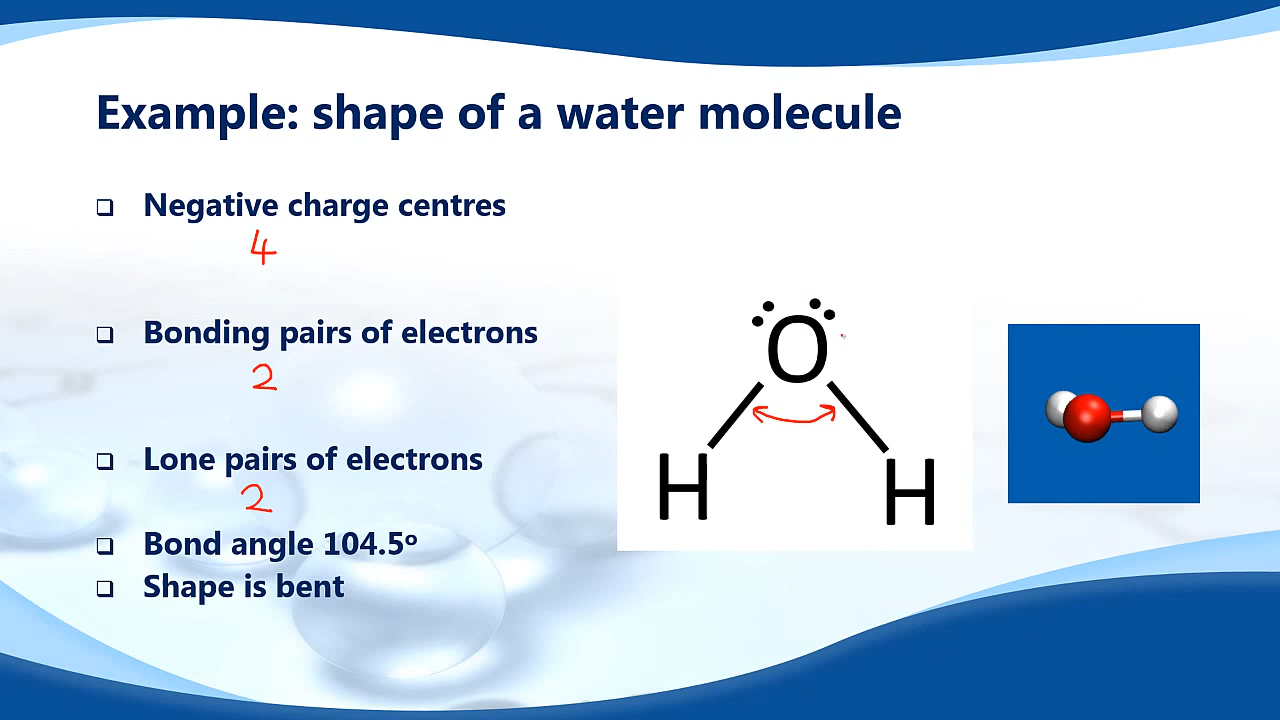 Example: shape of a water molecule
Negative charge centres
4
Bonding pairs of electrons
2
Lone pairs of electrons
2
Bond angle 104.5º
Shape is bent
O
H H